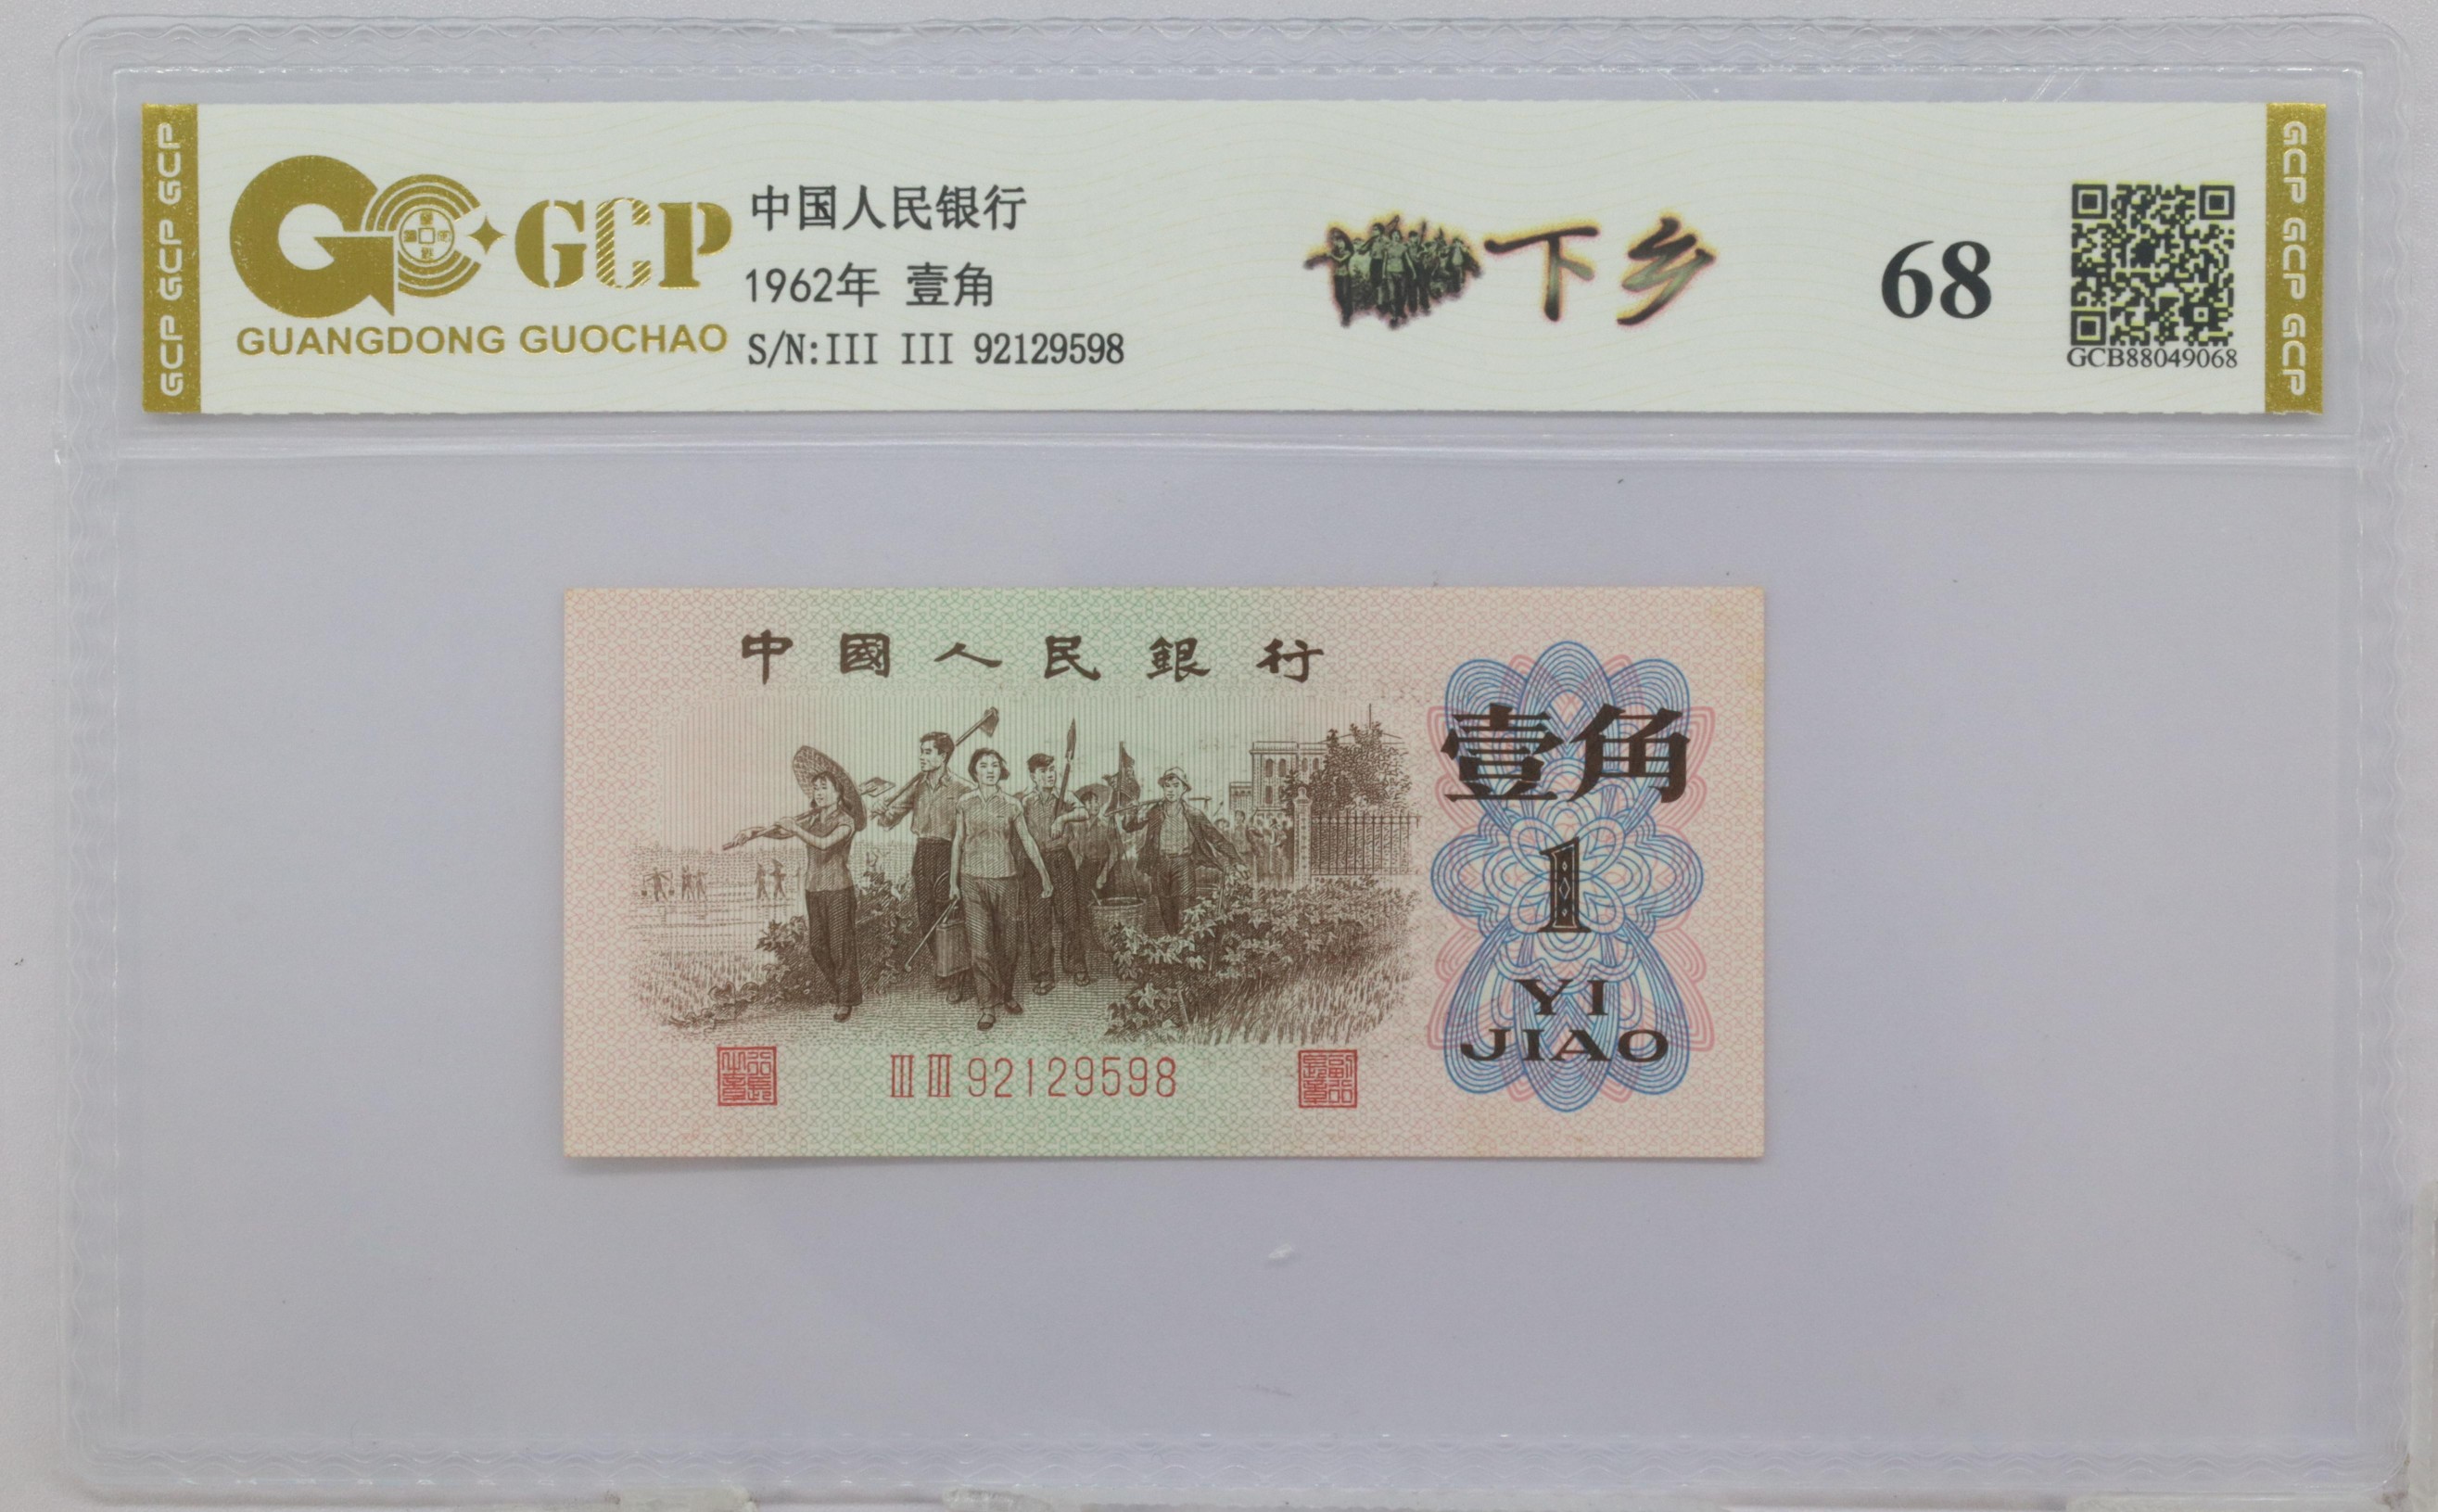 GCP GCP GCP
GCP
GUANGDONG GUOCHAO
中国人民银行
1962年 壹角
S/N:III III 92129598
下乡
68
GCB88049068
GCP GCP GCP
中國人民銀行
壹角
1
YI
JIAO
III III 92129598